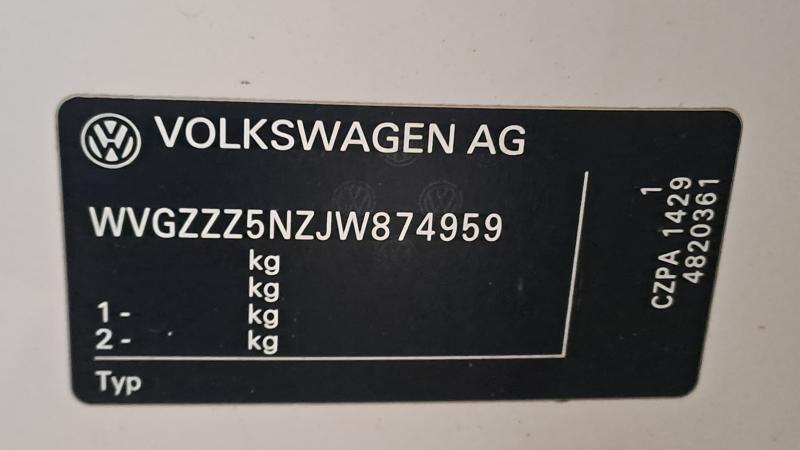 VOLKSWAGEN AG
WVGZZZ5NZJW874959
kg
kg
1- kg
2- kg
Typ
1
CZPA 1429
4820361